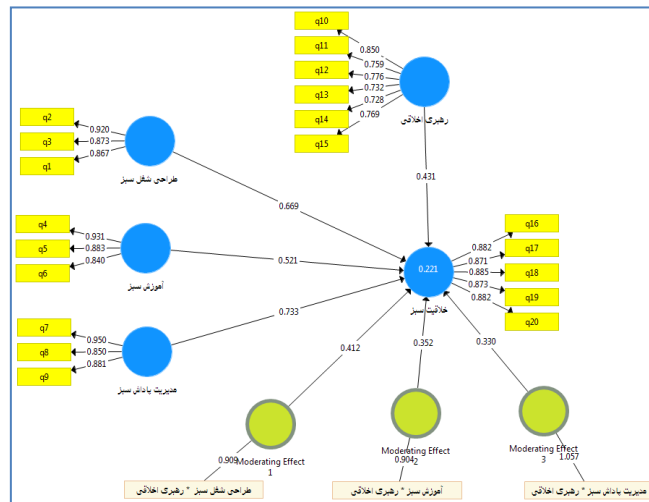 q10
q11
q12
q13
q14
q15
0.850
0.759
0.776
0.732
0.728
0.769
رهبری اخلاقی
q2
q3
q1
0.920
0.873
0.867
طراحی شغل سبز
0.669
0.431
q4
q5
q6
0.931
0.883
0.840
آموزش سبز
0.521
q16
q17
q18
q19
q20
0.882
0.871
0.885
0.873
0.882
0.221
خلاقیت سبز
q7
q8
q9
0.950
0.850
0.881
مدیریت پاداش سبز
0.733
0.412
0.352
0.330
Moderating Effect
1
Moderating Effect
2
Moderating Effect
3
0.909
0.904
1.057
طراحی شغل سبز * رهبری اخلاقی
آموزش سبز * رهبری اخلاقی
مدیریت پاداش سبز * رهبری اخلاقی